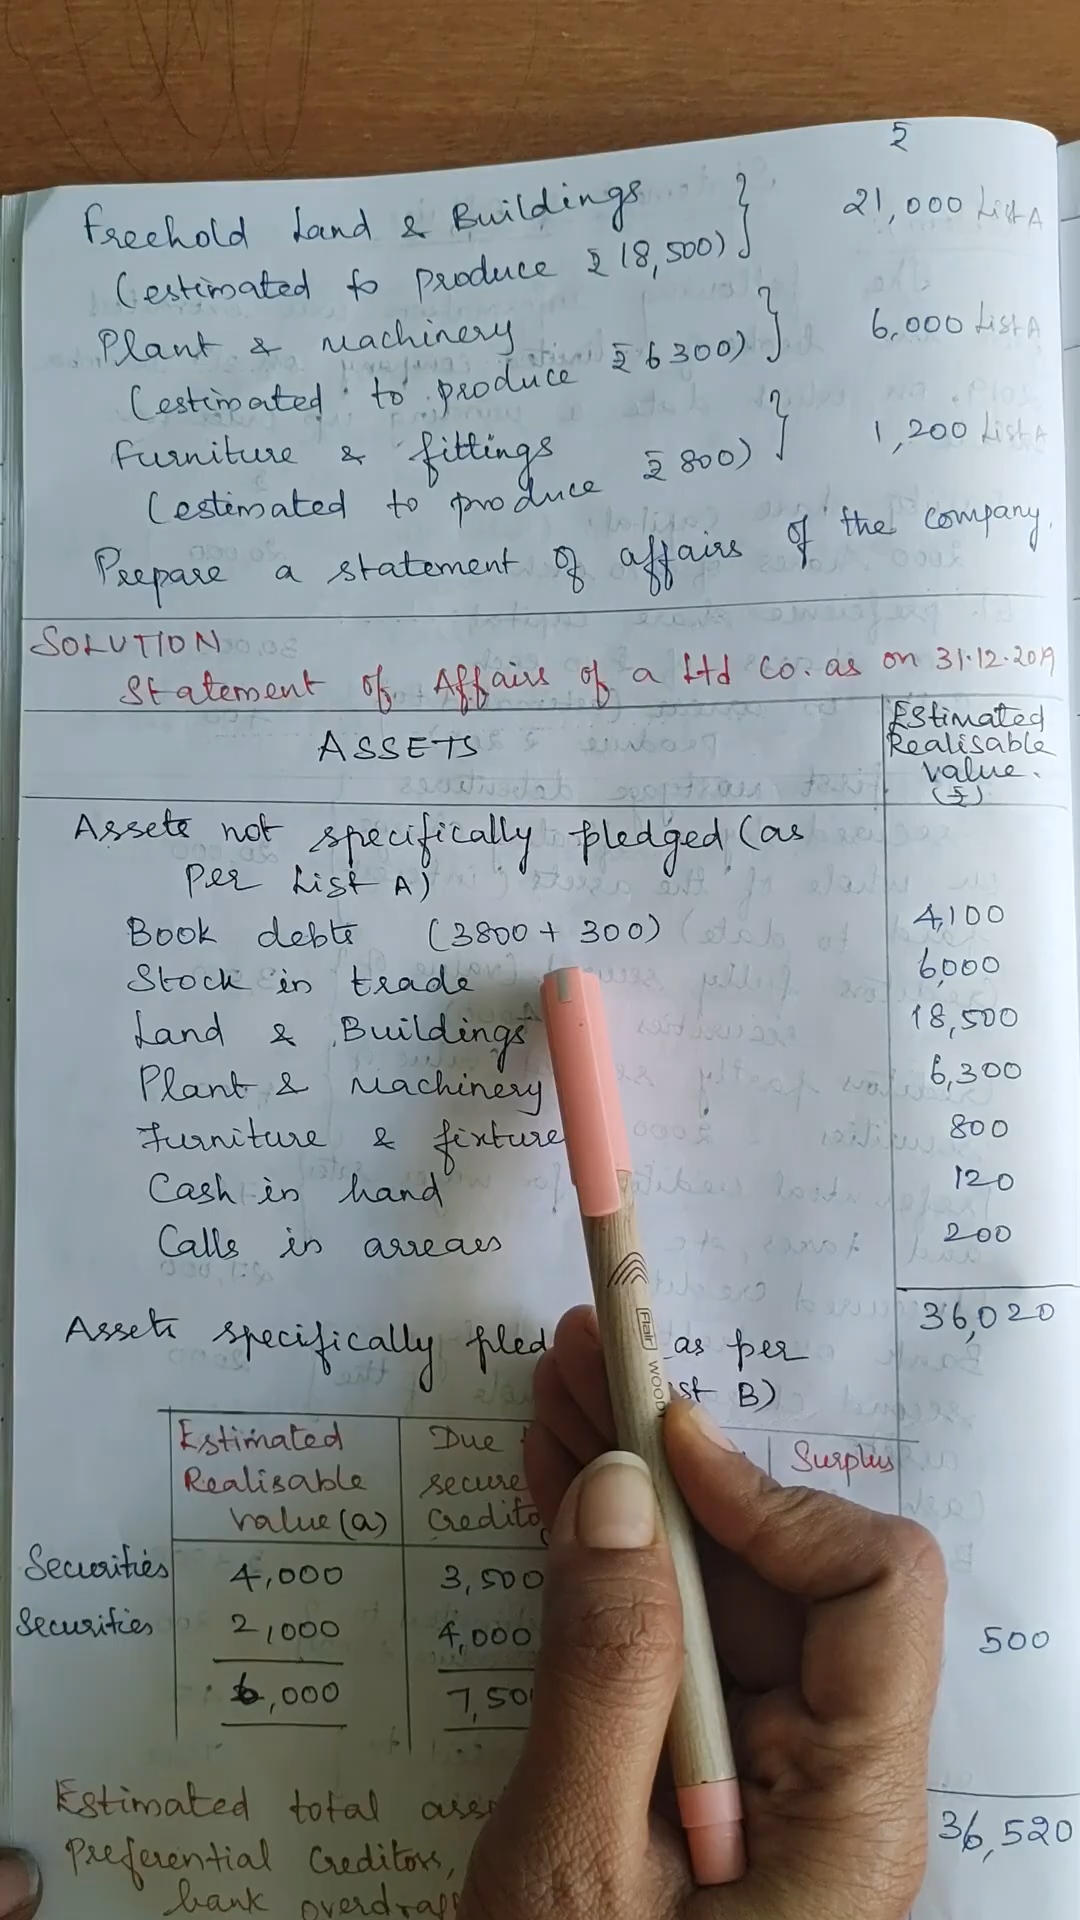 ₹
Freehold Land & Buildings } 21,000 List A
(estimated to produce ₹ 18,500)
Plant & Machinery } 6,000 List A
(estimated to produce ₹ 6300)
Furniture & fittings } 1,200 List A
(estimated to produce ₹ 800)
Prepare a statement of affairs of the company.
SOLUTION
Statement of Affairs of a Ltd Co. as on 31.12.2019
ASSETS
Estimated
Realisable
value.
(₹)
Assets not specifically pledged (as
Per List A)
Book debts (3800 + 300) 4,100
Stock in trade 6,000
Land & Buildings 18,500
Plant & Machinery 6,300
Furniture & fixture 800
Cash in hand 120
Calls in arrears 200
36,020
Assets specifically pled as per
st B)
Estimated
Realisable
Value (a)
Due
secure
Credito
Surplus
Securities 4,000 3,500
Securities 2,000 4,000 500
6,000 7,50
Estimated total ass 36,520
Preferential Creditors,
bank overdraf
Flair WOODY